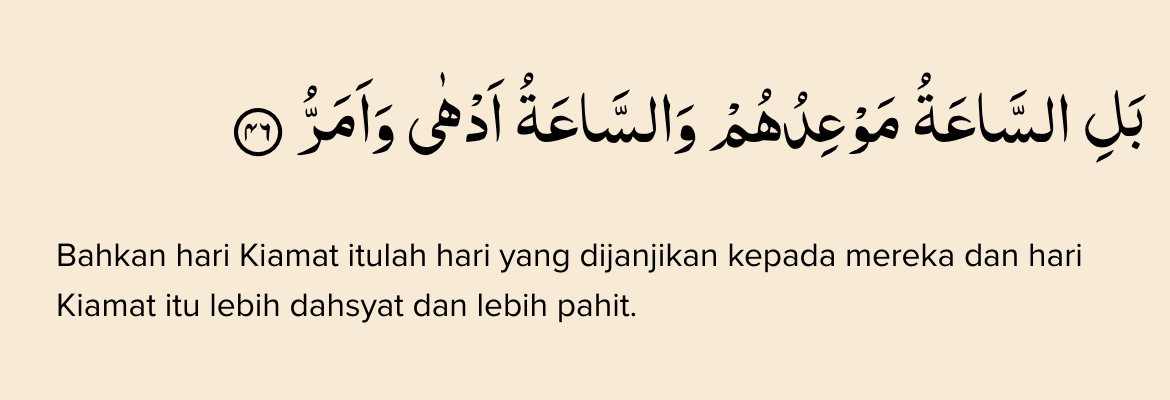 بَلِ السَّاعَةُ مَوْعِدُهُمْ وَالسَّاعَةُ اَدْهٰى وَاَمَرُّ ۴٦
Bahkan hari Kiamat itulah hari yang dijanjikan kepada mereka dan hari
Kiamat itu lebih dahsyat dan lebih pahit.